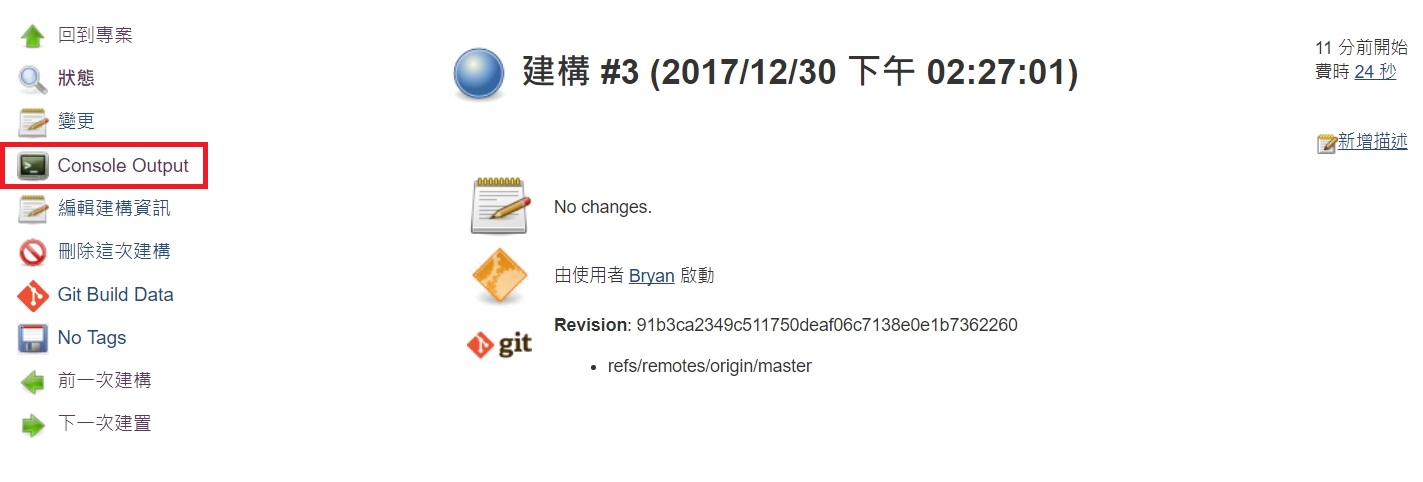 回到專案
狀態
變更
Console Output
編輯建構資訊
刪除這次建構
Git Build Data
No Tags
前一次建構
下一次建置
建構 #3 (2017/12/30 下午 02:27:01)
No changes.
由使用者 Bryan 啟動
git
Revision: 91b3ca2349c511750deaf06c7138e0e1b7362260
• refs/remotes/origin/master
11 分前開始
費時 24 秒
新增描述